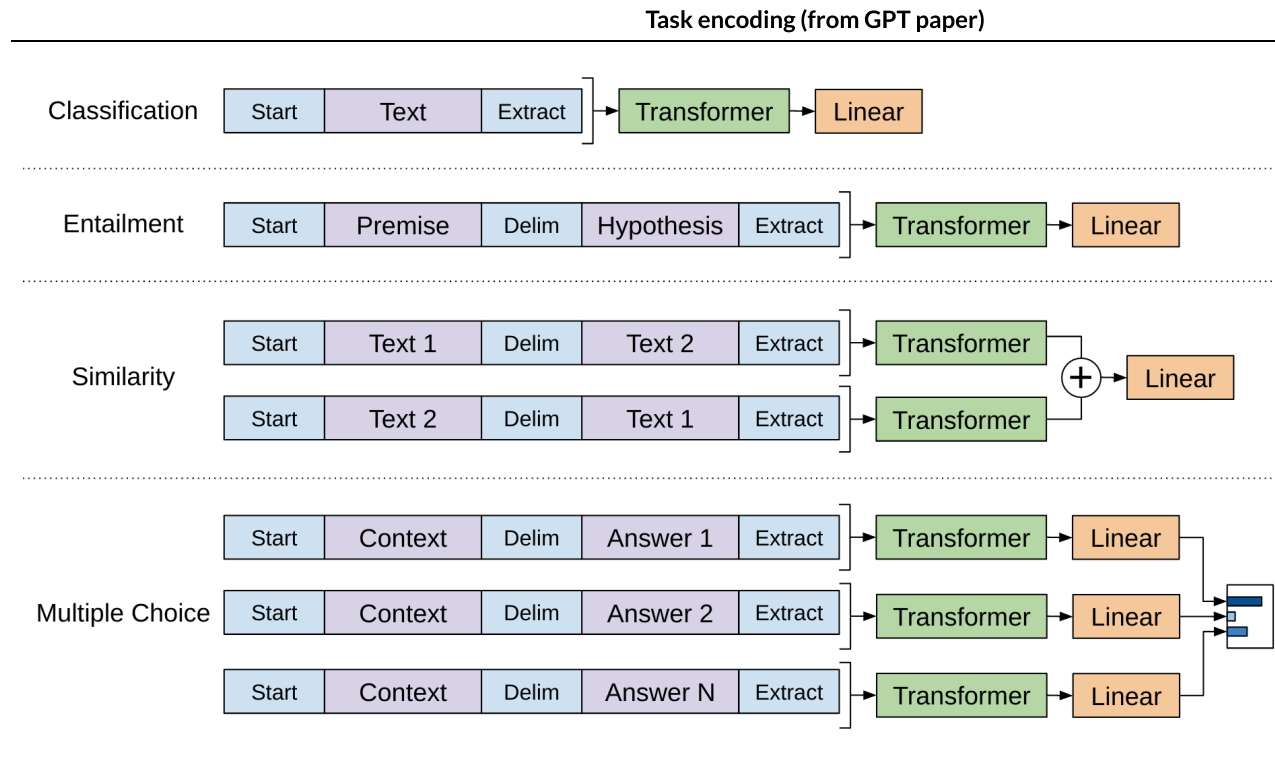 Task encoding (from GPT paper)
Classification Start Text Extract Transformer Linear
Entailment Start Premise Delim Hypothesis Extract Transformer Linear
Similarity
Start Text 1 Delim Text 2 Extract Transformer
+ Linear
Start Text 2 Delim Text 1 Extract Transformer
Multiple Choice
Start Context Delim Answer 1 Extract Transformer Linear
Start Context Delim Answer 2 Extract Transformer Linear
Start Context Delim Answer N Extract Transformer Linear